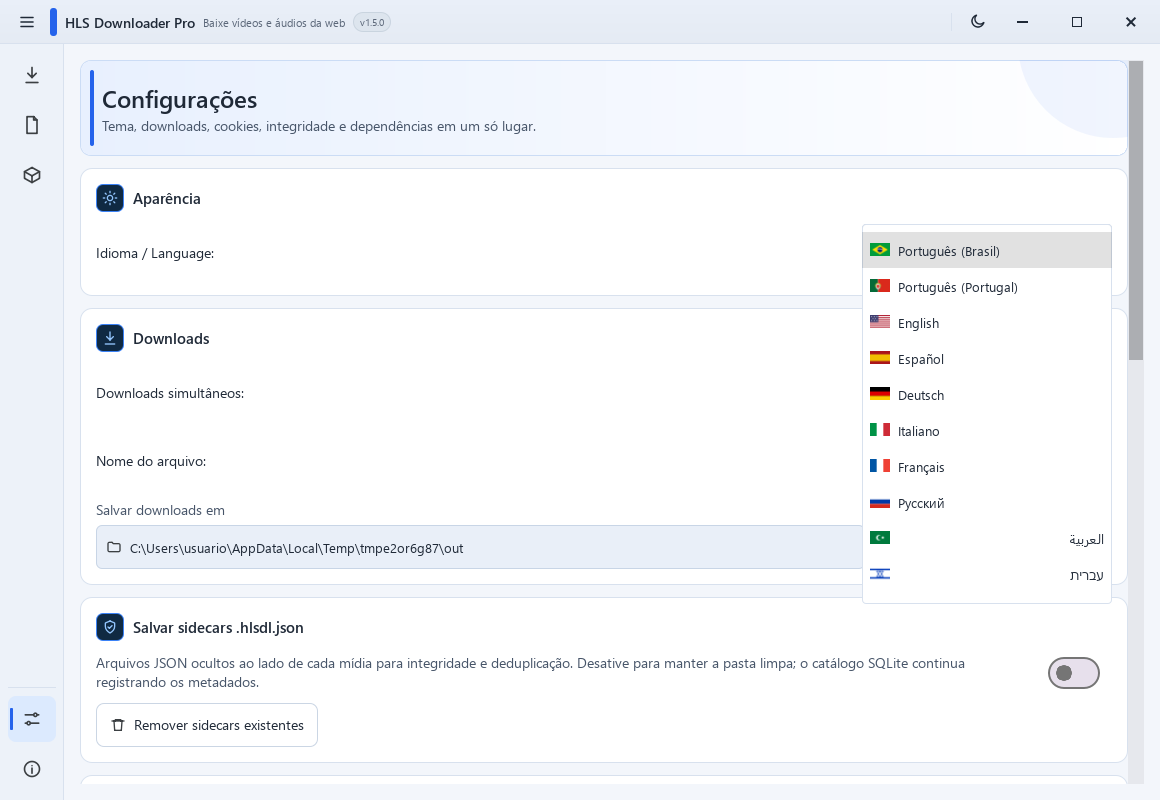 HLS Downloader Pro Baixe vídeos e áudios da web v1.5.0
Configurações
Tema, downloads, cookies, integridade e dependências em um só lugar.
Aparência
Idioma / Language:
Português (Brasil)
Português (Portugal)
English
Español
Deutsch
Italiano
Français
Русский
العربية
עברית
Downloads
Downloads simultâneos:
Nome do arquivo:
Salvar downloads em
C:\Users\usuario\AppData\Local\Temp\tmpe2or6g87\out
Salvar sidecars .hlsdl.json
Arquivos JSON ocultos ao lado de cada mídia para integridade e deduplicação. Desative para manter a pasta limpa; o catálogo SQLite continua
registrando os metadados.
Remover sidecars existentes